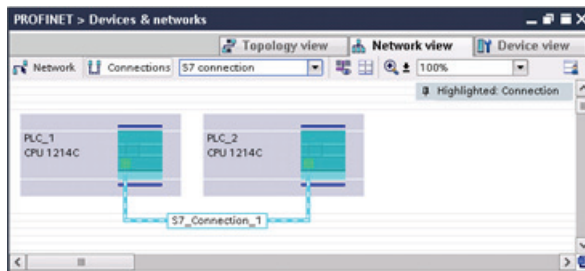 PROFINET > Devices & networks
Topology view Network view Device view
Network Connections S7 connection 100%
Highlighted: Connection
PLC_1 PLC_2
CPU 1214C CPU 1214C
S7_Connection_1